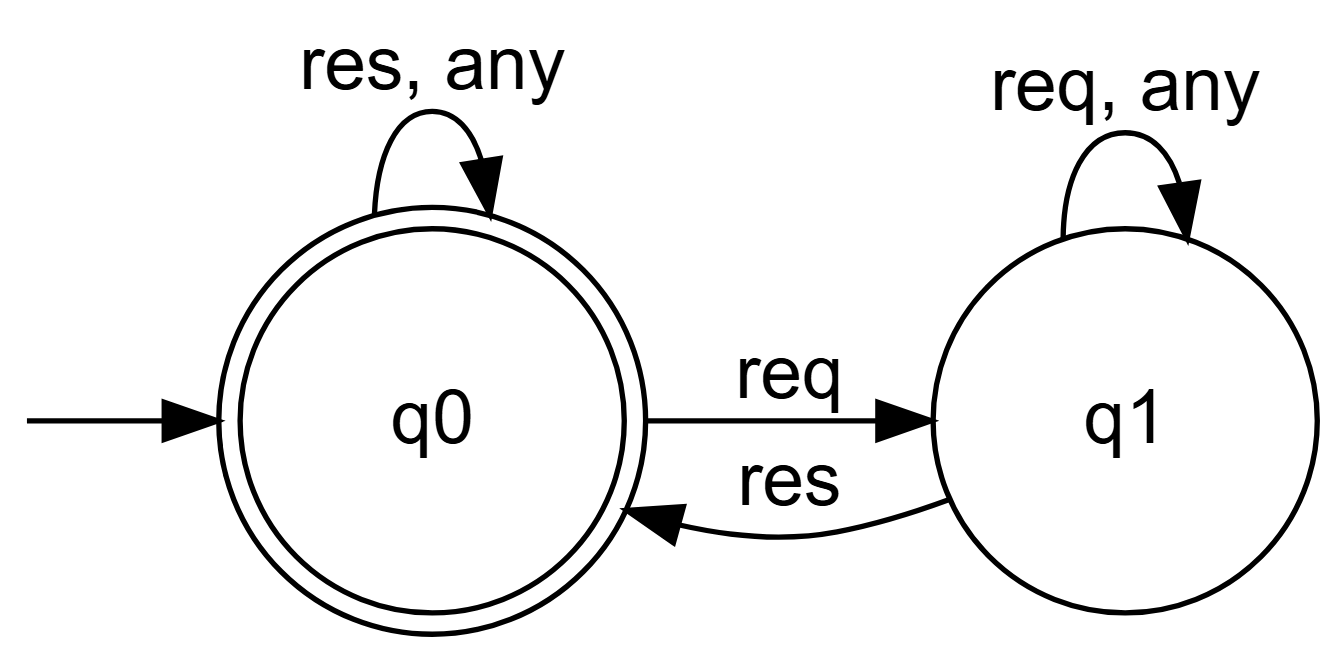 res, any
req, any
req
q0
q1
res